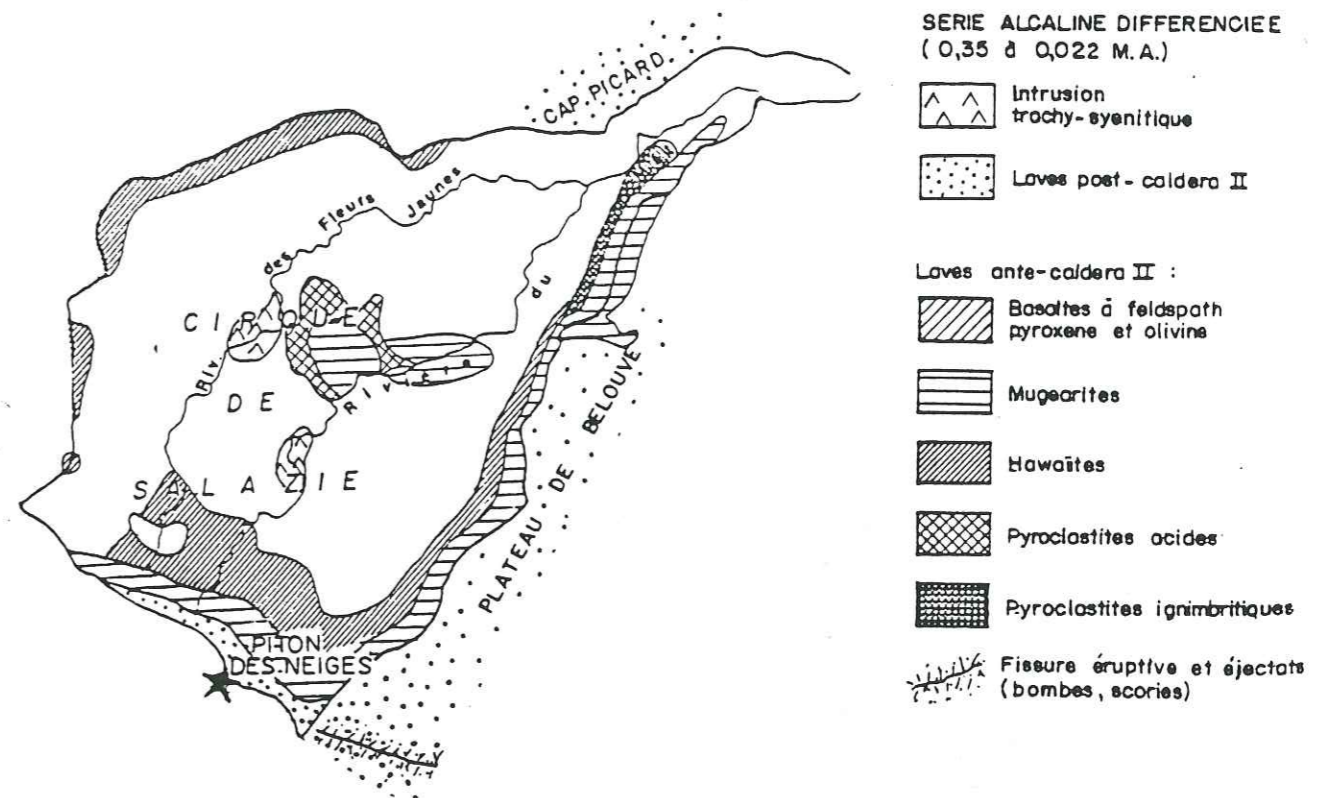 CAP PICARD
des Fleurs Jaunes
Riv.
CIRQUE
DE
SALAZIE
Rivière
du
PLATEAU DE BELOUVE
PITON
DES NEIGES
SERIE ALCALINE DIFFERENCIEE
( 0,35 à 0,022 M.A.)
Intrusion
trachy-syenitique
Laves post-caldera II
Laves ante-caldera II :
Basaltes à feldspath
pyroxene et olivine
Mugearites
Hawaïtes
Pyroclastites acides
Pyroclastites ignimbritiques
Fissure éruptive et éjectats
(bombes, scories)